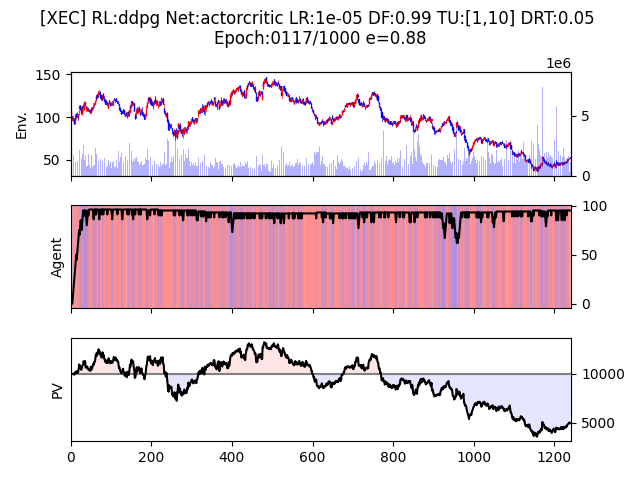 [XEC] RL:ddpg Net:actorcritic LR:1e-05 DF:0.99 TU:[1,10] DRT:0.05
Epoch:0117/1000 e=0.88
1e6
150
100
50
Env.
5
0
Agent
100
50
0
PV
10000
5000
0
200
400
600
800
1000
1200